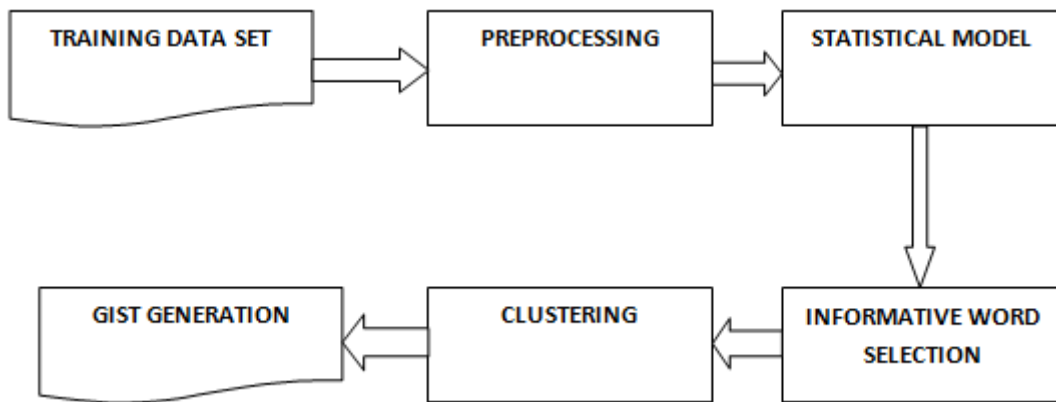 TRAINING DATA SET
PREPROCESSING
STATISTICAL MODEL
GIST GENERATION
CLUSTERING
INFORMATIVE WORD
SELECTION